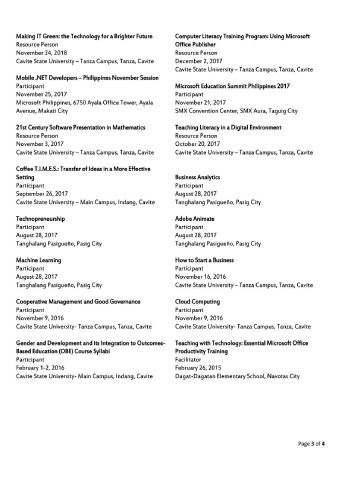 Making IT Green: the Technology for a Brighter Future
Resource Person
November 24, 2018
Cavite State University – Tanza Campus, Tanza, Cavite
Mobile .NET Developers – Philippines November Session
Participant
November 25, 2017
Microsoft Philippines, 6750 Ayala Office Tower, Ayala
Avenue, Makati City
21st Century Software Presentation in Mathematics
Resource Person
November 3, 2017
Cavite State University – Tanza Campus, Tanza, Cavite
Coffee T.I.M.E.S.: Transfer of Ideas in a More Effective
Setting
Participant
September 26, 2017
Cavite State University – Main Campus, Indang, Cavite
Technopreneurship
Participant
August 28, 2017
Tanghalang Pasigueño, Pasig City
Machine Learning
Participant
August 28, 2017
Tanghalang Pasigueño, Pasig City
Cooperative Management and Good Governance
Participant
November 9, 2016
Cavite State University- Tanza Campus, Tanza, Cavite
Gender and Development and its Integration to Outcomes-
Based Education (OBE) Course Syllabi
Participant
February 1-2, 2016
Cavite State University- Main Campus, Indang, Cavite
Computer Literacy Training Program: Using Microsoft
Office Publisher
Resource Person
December 2, 2017
Cavite State University – Tanza Campus, Tanza, Cavite
Microsoft Education Summit Philippines 2017
Participant
November 21, 2017
SMX Convention Center, SMX Aura, Taguig City
Teaching Literacy in a Digital Environment
Resource Person
October 20, 2017
Cavite State University – Tanza Campus, Tanza, Cavite
Business Analytics
Participant
August 28, 2017
Tanghalang Pasigueño, Pasig City
Adobe Animate
Participant
August 28, 2017
Tanghalang Pasigueño, Pasig City
How to Start a Business
Participant
November 16, 2016
Cavite State University – Tanza Campus, Tanza, Cavite
Cloud Computing
Participant
November 9, 2016
Cavite State University- Tanza Campus, Tanza, Cavite
Teaching with Technology: Essential Microsoft Office
Productivity Training
Facilitator
February 26, 2015
Dagat-Dagatan Elementary School, Navotas City
Page 3 of 4